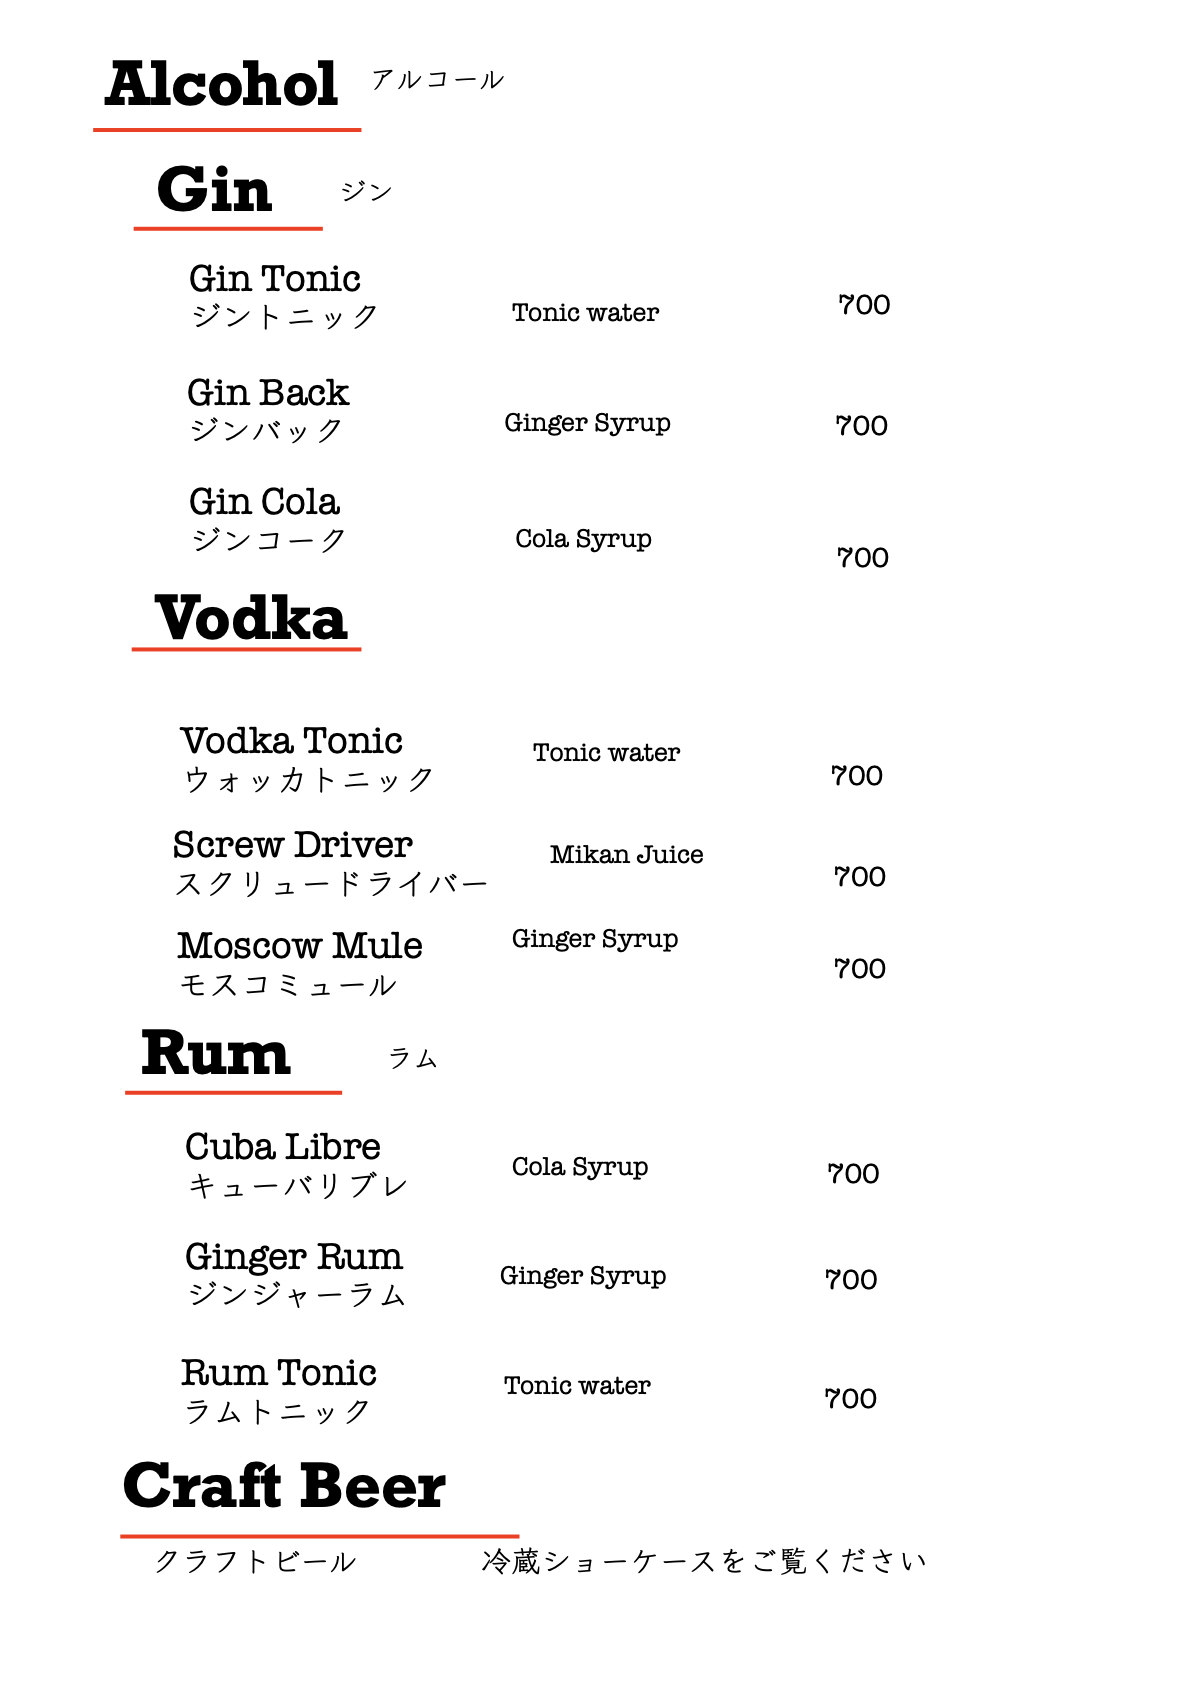 Alcohol アルコール
Gin ジン
Gin Tonic
ジントニック Tonic water 700
Gin Back
ジンバック Ginger Syrup 700
Gin Cola
ジンコーク Cola Syrup 700
Vodka
Vodka Tonic Tonic water
ウォッカトニック 700
Screw Driver Mikan Juice
スクリュードライバー 700
Moscow Mule Ginger Syrup
モスコミュール 700
Rum ラム
Cuba Libre
キューバリブレ Cola Syrup 700
Ginger Rum
ジンジャーラム Ginger Syrup 700
Rum Tonic Tonic water
ラムトニック 700
Craft Beer
クラフトビール 冷蔵ショーケースをご覧ください